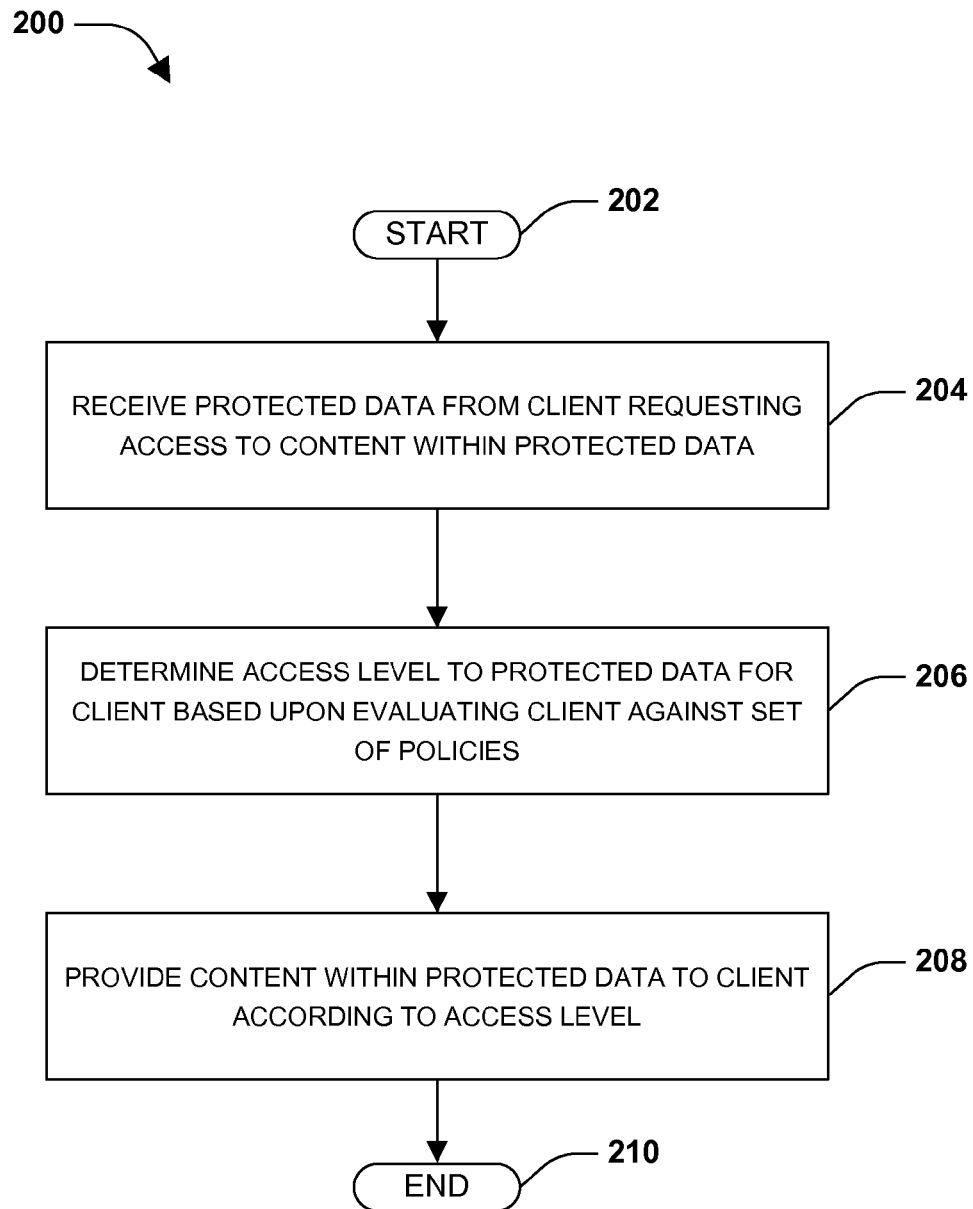 200
202
START
204
RECEIVE PROTECTED DATA FROM CLIENT REQUESTING
ACCESS TO CONTENT WITHIN PROTECTED DATA
206
DETERMINE ACCESS LEVEL TO PROTECTED DATA FOR
CLIENT BASED UPON EVALUATING CLIENT AGAINST SET
OF POLICIES
208
PROVIDE CONTENT WITHIN PROTECTED DATA TO CLIENT
ACCORDING TO ACCESS LEVEL
210
END